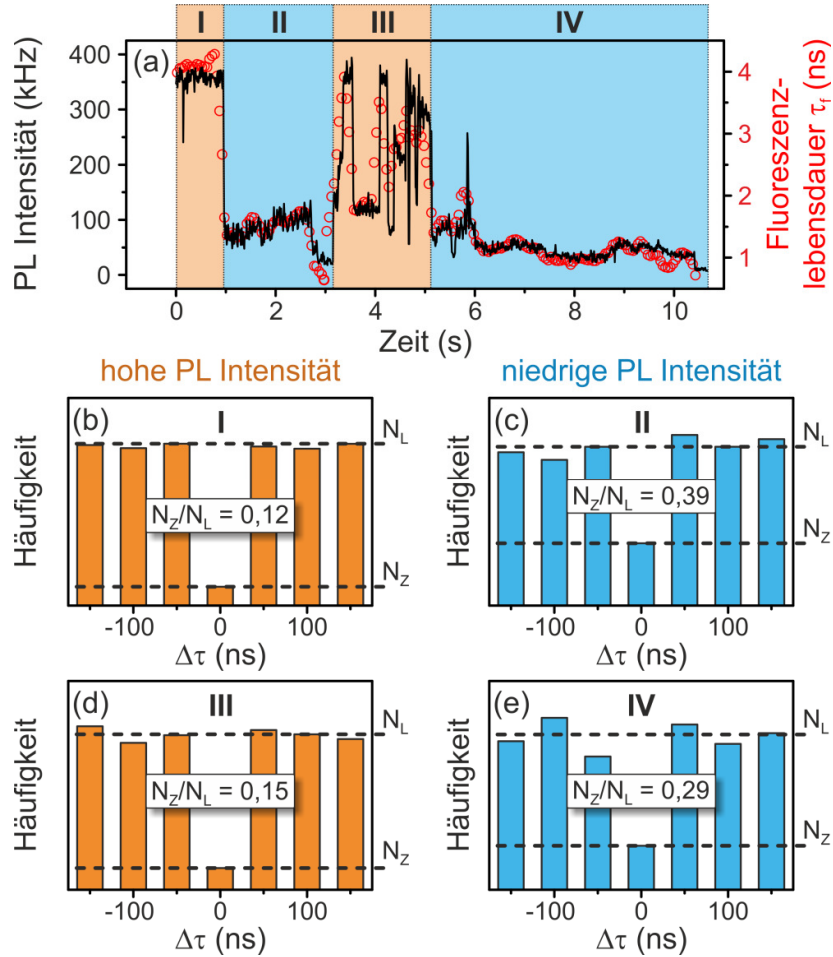 I II III IV
(a)
PL Intensität (kHz)
400
300
200
100
0
4
3
2
1
Fluoreszenz-
lebensdauer τf (ns)
0 2 4 6 8 10
Zeit (s)
hohe PL Intensität
niedrige PL Intensität
(b) I
NL
NZ/NL = 0,12
NZ
Häufigkeit
-100 0 100
Δτ (ns)
(c) II
NL
NZ/NL = 0,39
NZ
Häufigkeit
-100 0 100
Δτ (ns)
(d) III
NL
NZ/NL = 0,15
NZ
Häufigkeit
-100 0 100
Δτ (ns)
(e) IV
NL
NZ/NL = 0,29
NZ
Häufigkeit
-100 0 100
Δτ (ns)